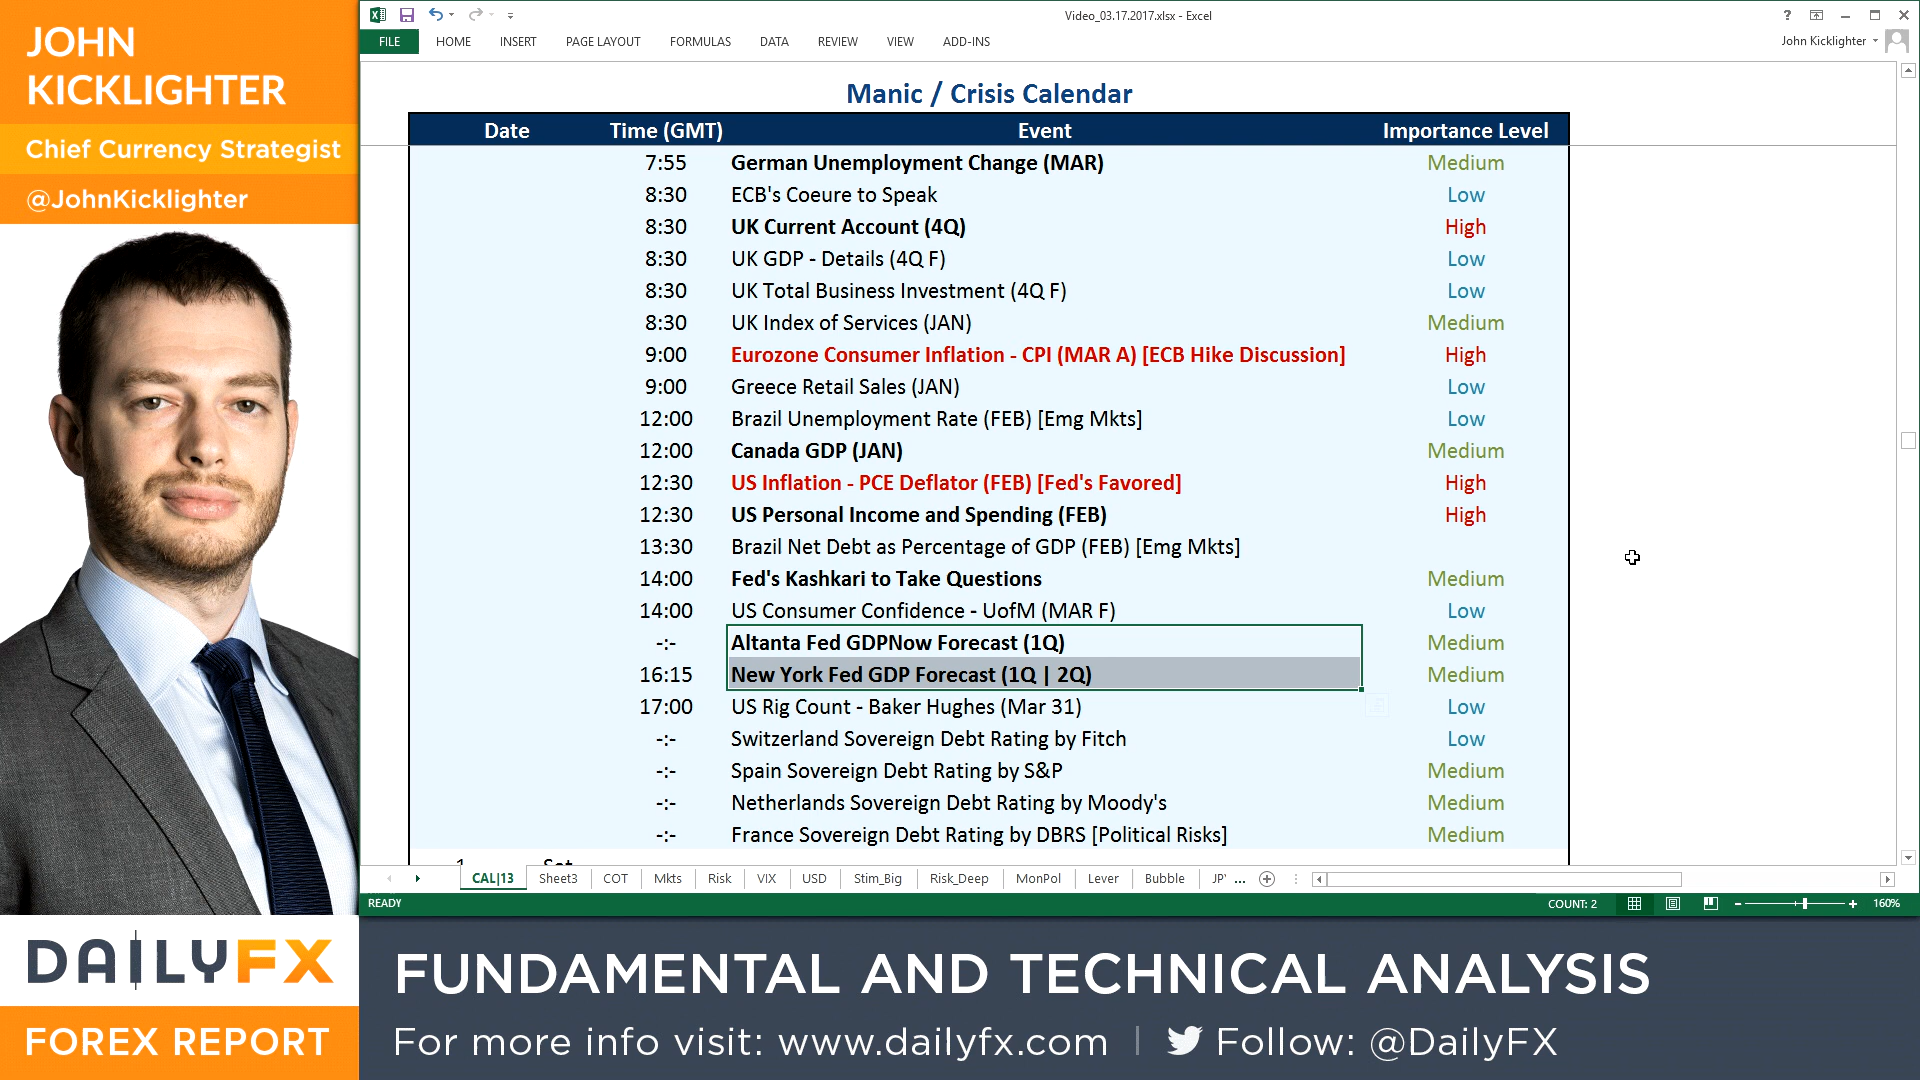 JOHN
KICKLIGHTER
Chief Currency Strategist
@JohnKicklighter
Video_03.17.2017.xlsx - Excel
?
FILE HOME INSERT PAGE LAYOUT FORMULAS DATA REVIEW VIEW ADD-INS
John Kicklighter
Manic / Crisis Calendar
Date Time (GMT) Event Importance Level
7:55 German Unemployment Change (MAR) Medium
8:30 ECB's Coeure to Speak Low
8:30 UK Current Account (4Q) High
8:30 UK GDP - Details (4Q F) Low
8:30 UK Total Business Investment (4Q F) Low
8:30 UK Index of Services (JAN) Medium
9:00 Eurozone Consumer Inflation - CPI (MAR A) [ECB Hike Discussion] High
9:00 Greece Retail Sales (JAN) Low
12:00 Brazil Unemployment Rate (FEB) [Emg Mkts] Low
12:00 Canada GDP (JAN) Medium
12:30 US Inflation - PCE Deflator (FEB) [Fed's Favored] High
12:30 US Personal Income and Spending (FEB) High
13:30 Brazil Net Debt as Percentage of GDP (FEB) [Emg Mkts]
14:00 Fed's Kashkari to Take Questions Medium
14:00 US Consumer Confidence - UofM (MAR F) Low
-:- Altanta Fed GDPNow Forecast (1Q) Medium
16:15 New York Fed GDP Forecast (1Q | 2Q) Medium
17:00 US Rig Count - Baker Hughes (Mar 31) Low
-:- Switzerland Sovereign Debt Rating by Fitch Low
-:- Spain Sovereign Debt Rating by S&P Medium
-:- Netherlands Sovereign Debt Rating by Moody's Medium
-:- France Sovereign Debt Rating by DBRS [Political Risks] Medium
1 Sat
CAL|13 Sheet3 COT Mkts Risk VIX USD Stim_Big Risk_Deep MonPol Lever Bubble JP' ...
READY COUNT: 2 160%
DAILYFX
FOREX REPORT
FUNDAMENTAL AND TECHNICAL ANALYSIS
For more info visit: www.dailyfx.com | Follow: @DailyFX